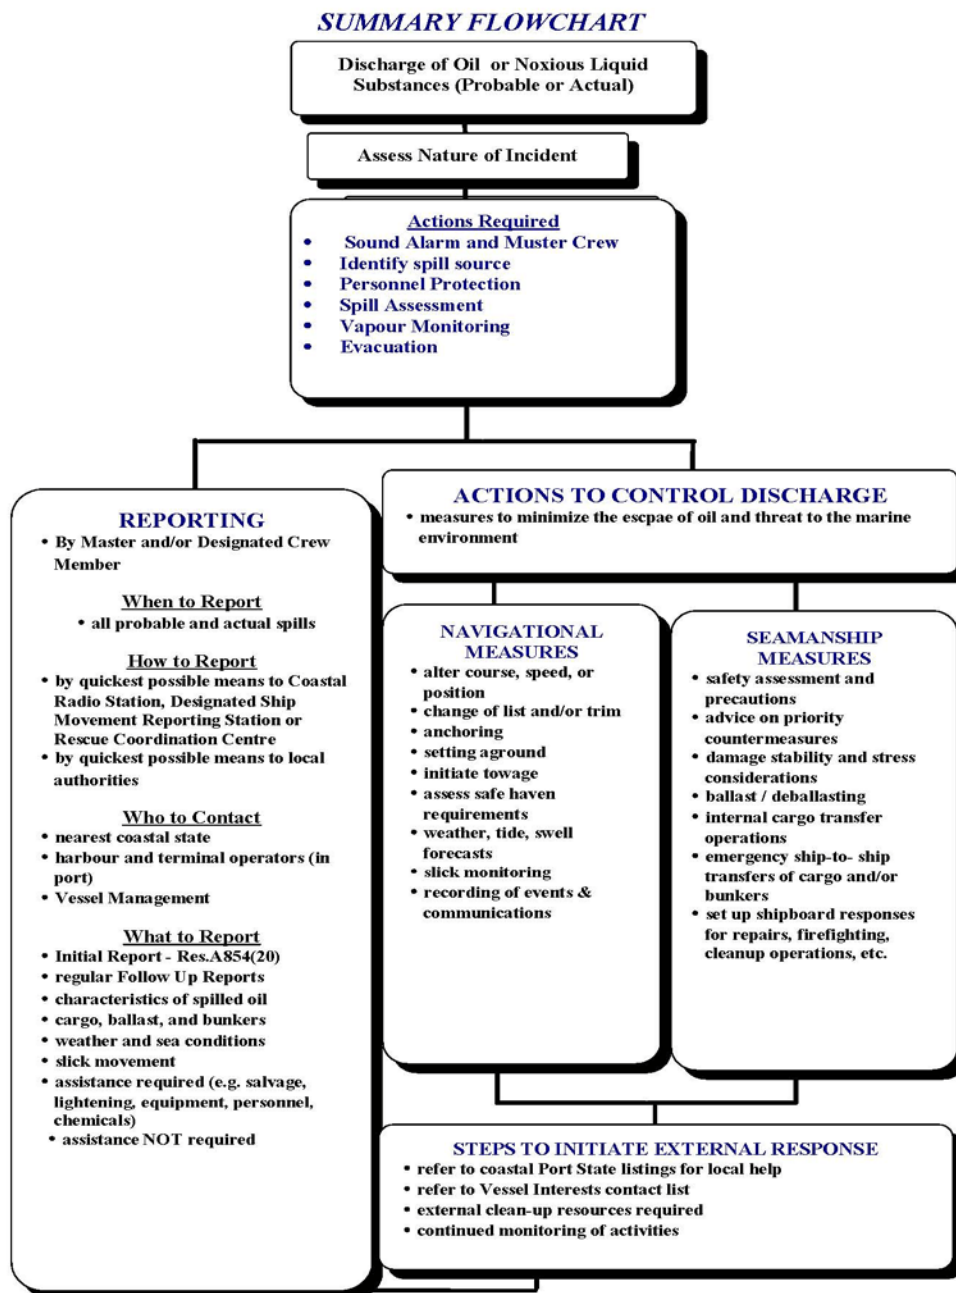 SUMMARY FLOWCHART
Discharge of Oil or Noxious Liquid
Substances (Probable or Actual)
Assess Nature of Incident
Actions Required
• Sound Alarm and Muster Crew
• Identify spill source
• Personnel Protection
• Spill Assessment
• Vapour Monitoring
• Evacuation
REPORTING
• By Master and/or Designated Crew
Member
When to Report
• all probable and actual spills
How to Report
• by quickest possible means to Coastal
Radio Station, Designated Ship
Movement Reporting Station or
Rescue Coordination Centre
• by quickest possible means to local
authorities
Who to Contact
• nearest coastal state
• harbour and terminal operators (in
port)
• Vessel Management
What to Report
• Initial Report - Res.A854(20)
• regular Follow Up Reports
• characteristics of spilled oil
• cargo, ballast, and bunkers
• weather and sea conditions
• slick movement
• assistance required (e.g. salvage,
lightening, equipment, personnel,
chemicals)
• assistance NOT required
ACTIONS TO CONTROL DISCHARGE
• measures to minimize the escpae of oil and threat to the marine
environment
NAVIGATIONAL
MEASURES
• alter course, speed, or
position
• change of list and/or trim
• anchoring
• setting aground
• initiate towage
• assess safe haven
requirements
• weather, tide, swell
forecasts
• slick monitoring
• recording of events &
communications
SEAMANSHIP
MEASURES
• safety assessment and
precautions
• advice on priority
countermeasures
• damage stability and stress
considerations
• ballast / deballasting
• internal cargo transfer
operations
• emergency ship-to- ship
transfers of cargo and/or
bunkers
• set up shipboard responses
for repairs, firefighting,
cleanup operations, etc.
STEPS TO INITIATE EXTERNAL RESPONSE
• refer to coastal Port State listings for local help
• refer to Vessel Interests contact list
• external clean-up resources required
• continued monitoring of activities